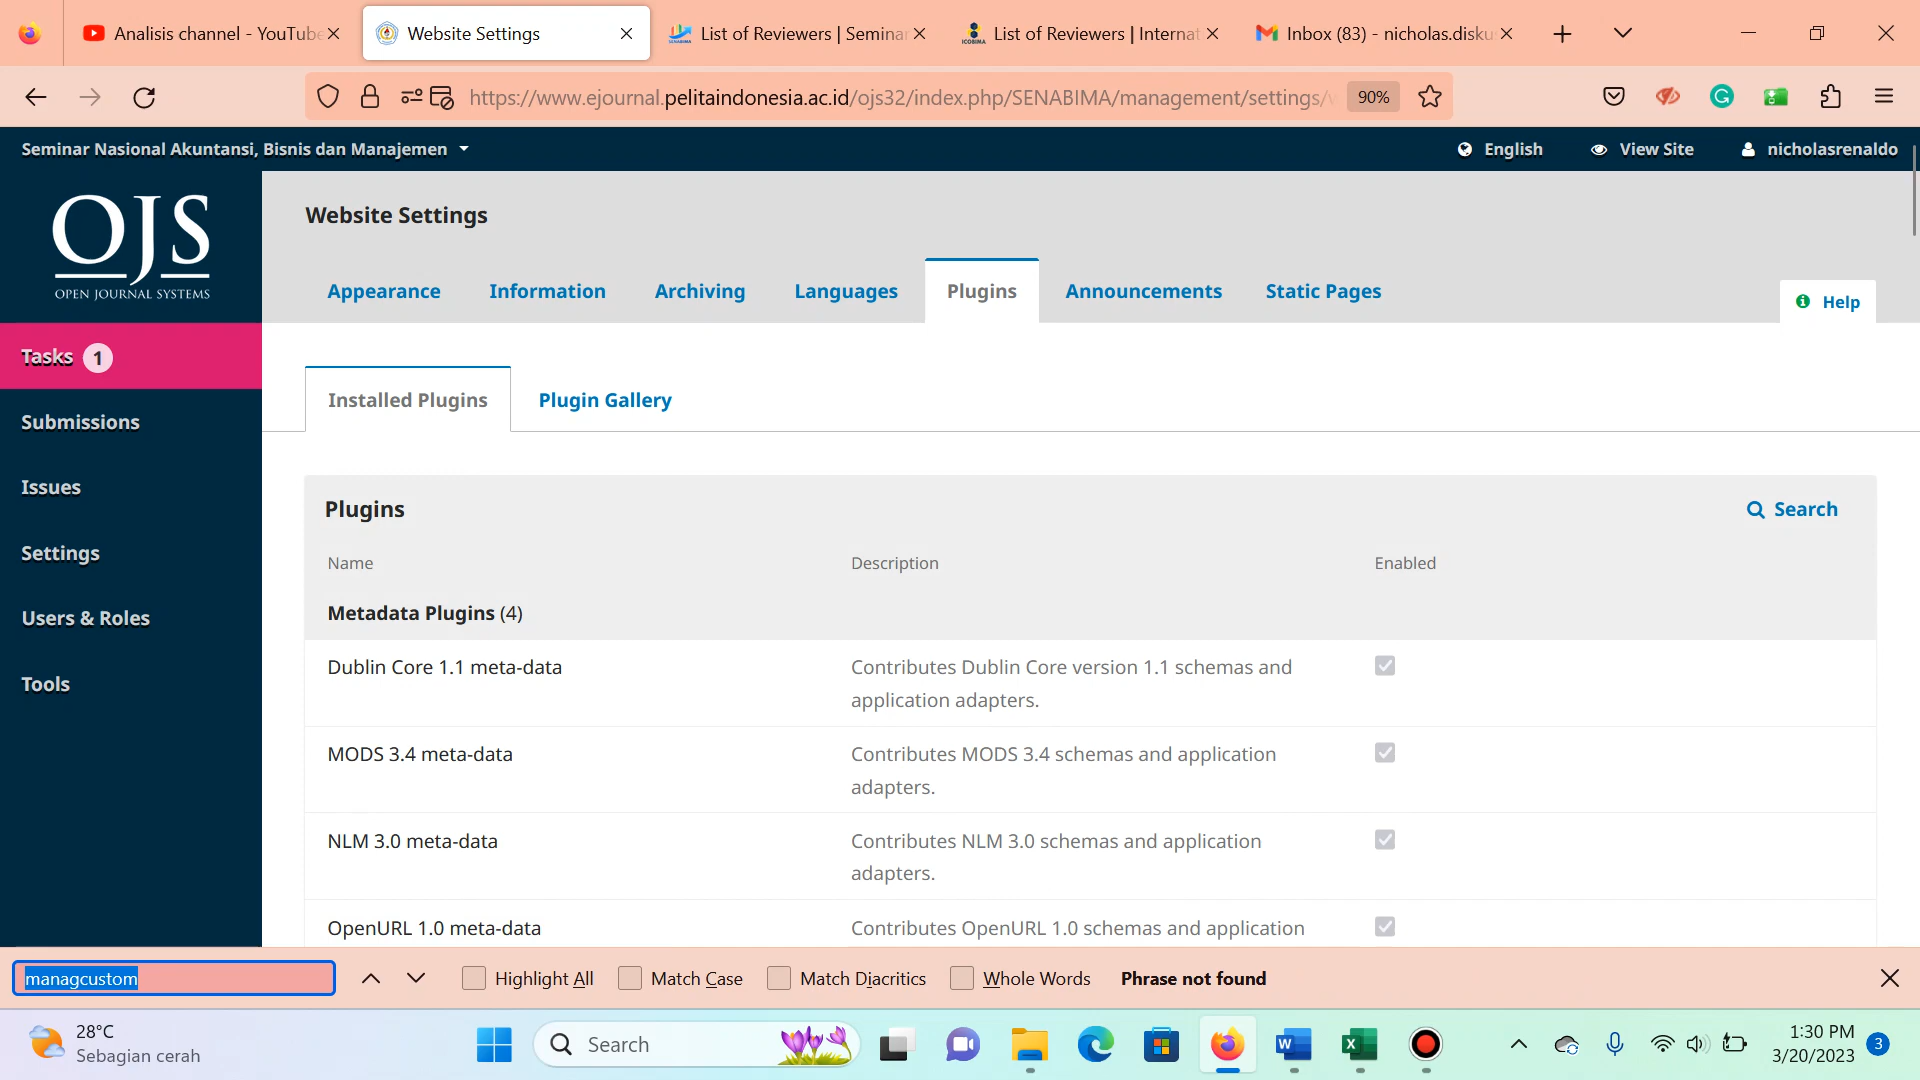 Analisis channel - YouTube
Website Settings
List of Reviewers | Seminar
List of Reviewers | Internat
Inbox (83) - nicholas.disku
https://www.ejournal.pelitaindonesia.ac.id/ojs32/index.php/SENABIMA/management/settings/w
90%
Seminar Nasional Akuntansi, Bisnis dan Manajemen
English
View Site
nicholasrenaldo
OJS
OPEN JOURNAL SYSTEMS
Website Settings
Appearance
Information
Archiving
Languages
Plugins
Announcements
Static Pages
Help
Tasks 1
Submissions
Issues
Settings
Users & Roles
Tools
Installed Plugins
Plugin Gallery
Plugins
Search
Name
Description
Enabled
Metadata Plugins (4)
Dublin Core 1.1 meta-data
Contributes Dublin Core version 1.1 schemas and
application adapters.
MODS 3.4 meta-data
Contributes MODS 3.4 schemas and application
adapters.
NLM 3.0 meta-data
Contributes NLM 3.0 schemas and application
adapters.
OpenURL 1.0 meta-data
Contributes OpenURL 1.0 schemas and application
managcustom
Highlight All
Match Case
Match Diacritics
Whole Words
Phrase not found
28°C
Sebagian cerah
Search
1:30 PM
3/20/2023
3